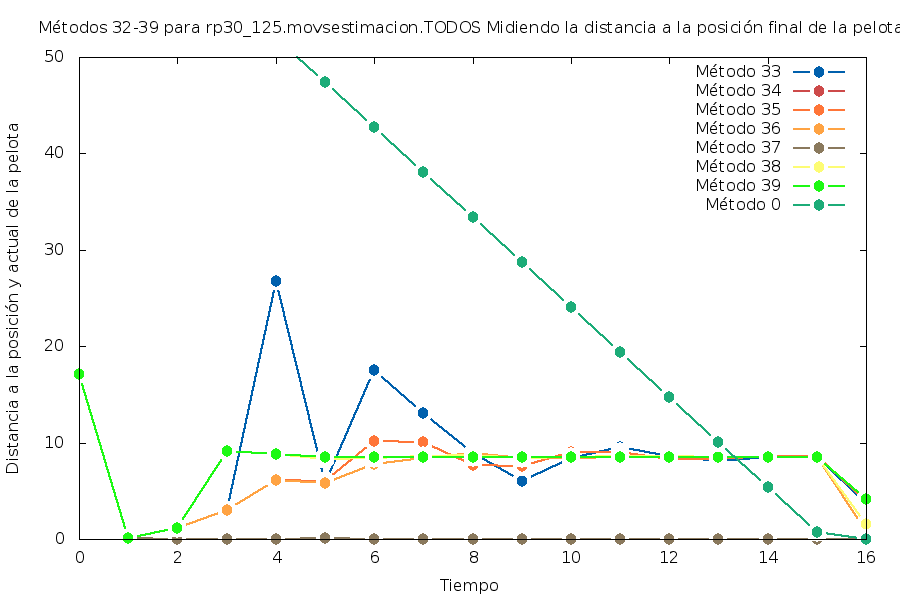 Métodos 32-39 para rp30_125.movsestimacion.TODOS Midiendo la distancia a la posición final de la pelota
Distancia a la posición y actual de la pelota
50
40
30
20
10
0
Método 33
Método 34
Método 35
Método 36
Método 37
Método 38
Método 39
Método 0
0 2 4 6 8 10 12 14 16
Tiempo